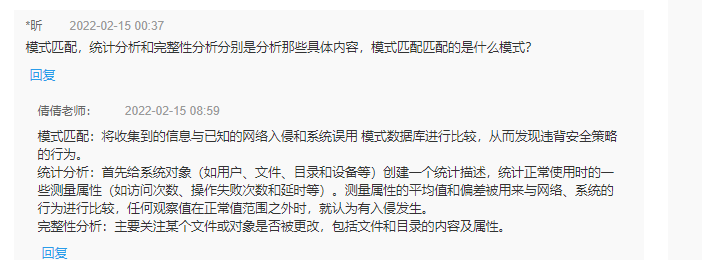 *昕 2022-02-15 00:37
模式匹配，统计分析和完整性分析分别是分析那些具体内容，模式匹配匹配的是什么模式？
回复
倩倩老师： 2022-02-15 08:59
模式匹配：将收集到的信息与已知的网络入侵和系统误用 模式数据库进行比较，从而发现违背安全策略
的行为。
统计分析：首先给系统对象（如用户、文件、目录和设备等）创建一个统计描述，统计正常使用时的一
些测量属性（如访问次数、操作失败次数和延时等）。测量属性的平均值和偏差被用来与网络、系统的
行为进行比较，任何观察值在正常值范围之外时，就认为有入侵发生。
完整性分析：主要关注某个文件或对象是否被更改，包括文件和目录的内容及属性。
回复